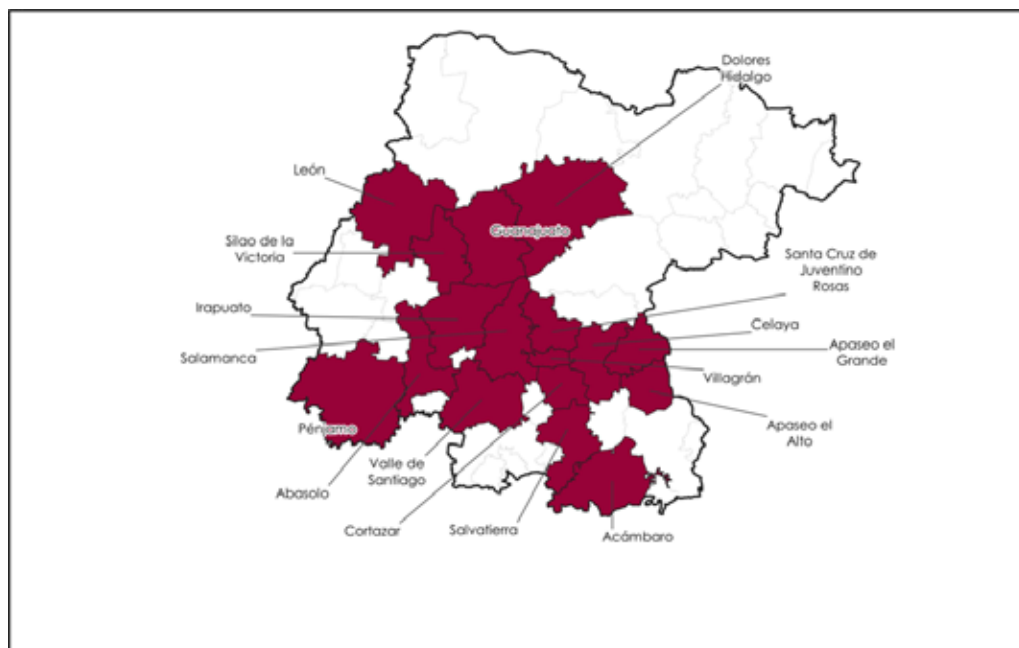 Dolores
Hidalgo
León
Guanajuato
Silao de la
Victoria
Santa Cruz de
Juventino
Rosas
Irapuato
Celaya
Salamanca
Apaseo el
Grande
Villagrán
Pénjamo
Apaseo el
Alto
Valle de
Santiago
Abasolo
Cortazar
Salvatierra
Acámbaro